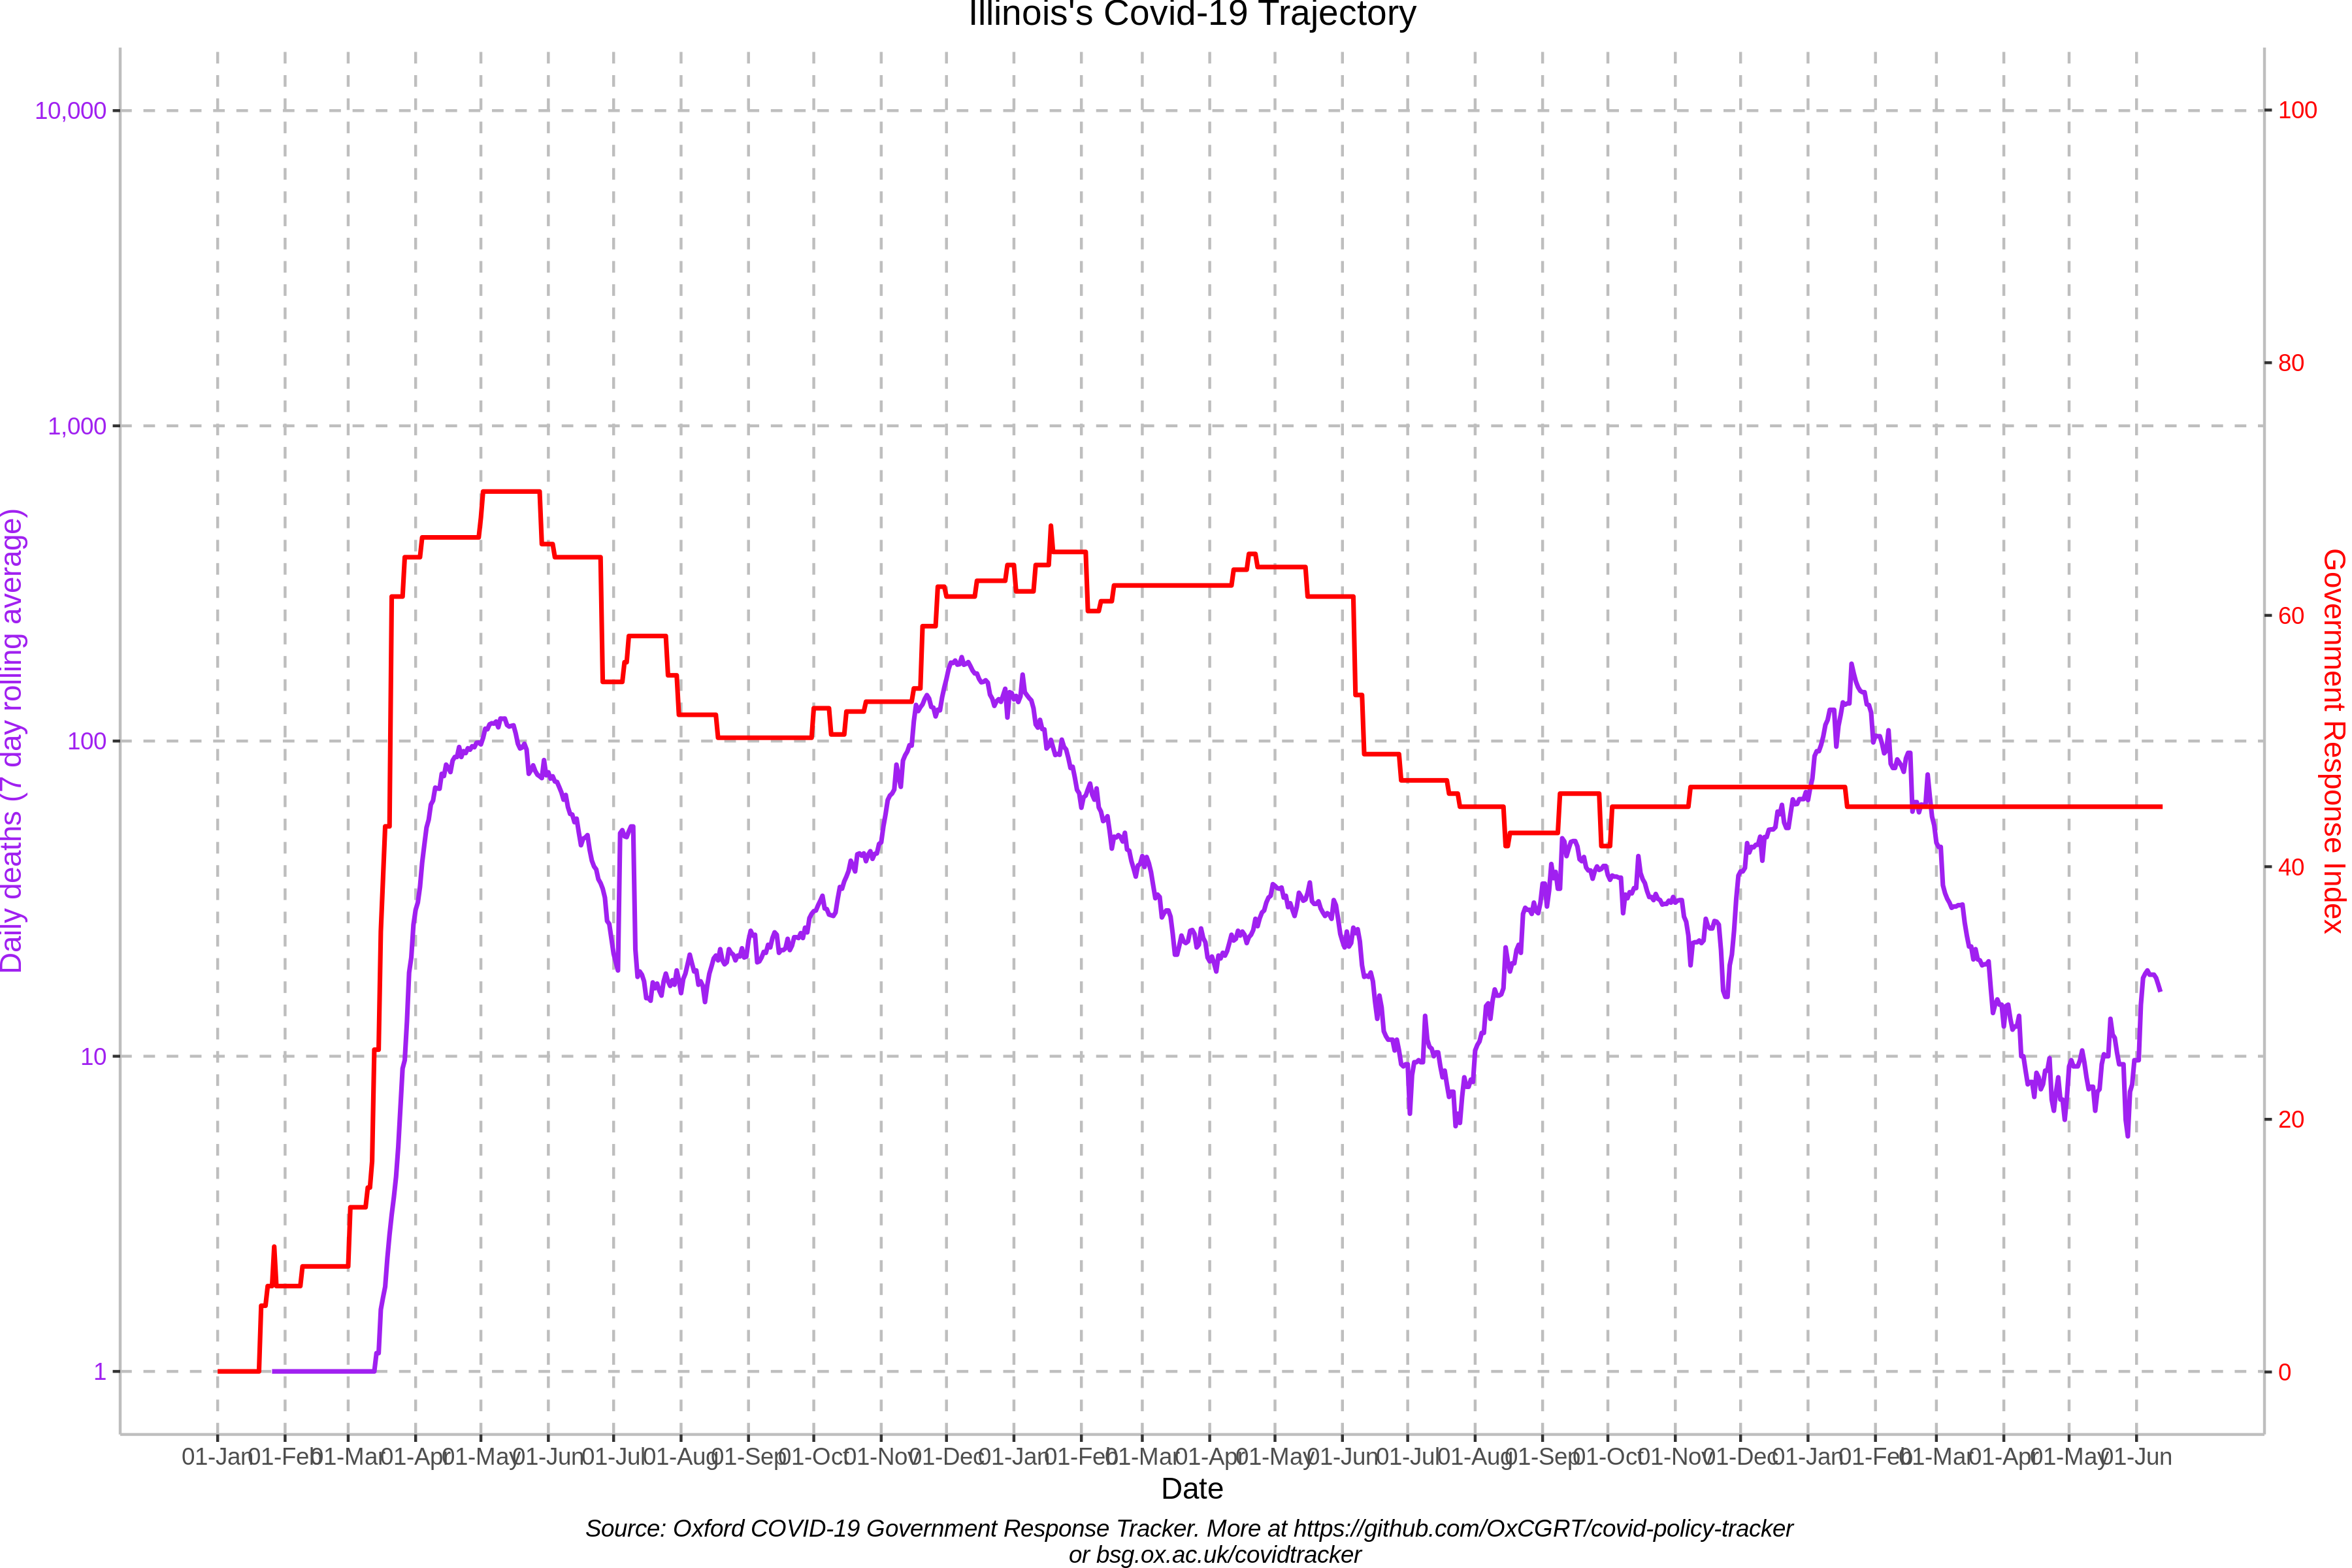 Illinois's Covid-19 Trajectory
10,000
1,000
100
10
1
Daily deaths (7 day rolling average)
100
80
60
40
20
0
Government Response Index
01-Jan 01-Feb 01-Mar 01-Apr 01-May 01-Jun 01-Jul 01-Aug 01-Sep 01-Oct 01-Nov 01-Dec 01-Jan 01-Feb 01-Mar 01-Apr 01-May 01-Jun 01-Jul 01-Aug 01-Sep 01-Oct 01-Nov 01-Dec 01-Jan 01-Feb 01-Mar 01-Apr 01-May 01-Jun
Date
Source: Oxford COVID-19 Government Response Tracker. More at https://github.com/OxCGRT/covid-policy-tracker
or bsg.ox.ac.uk/covidtracker